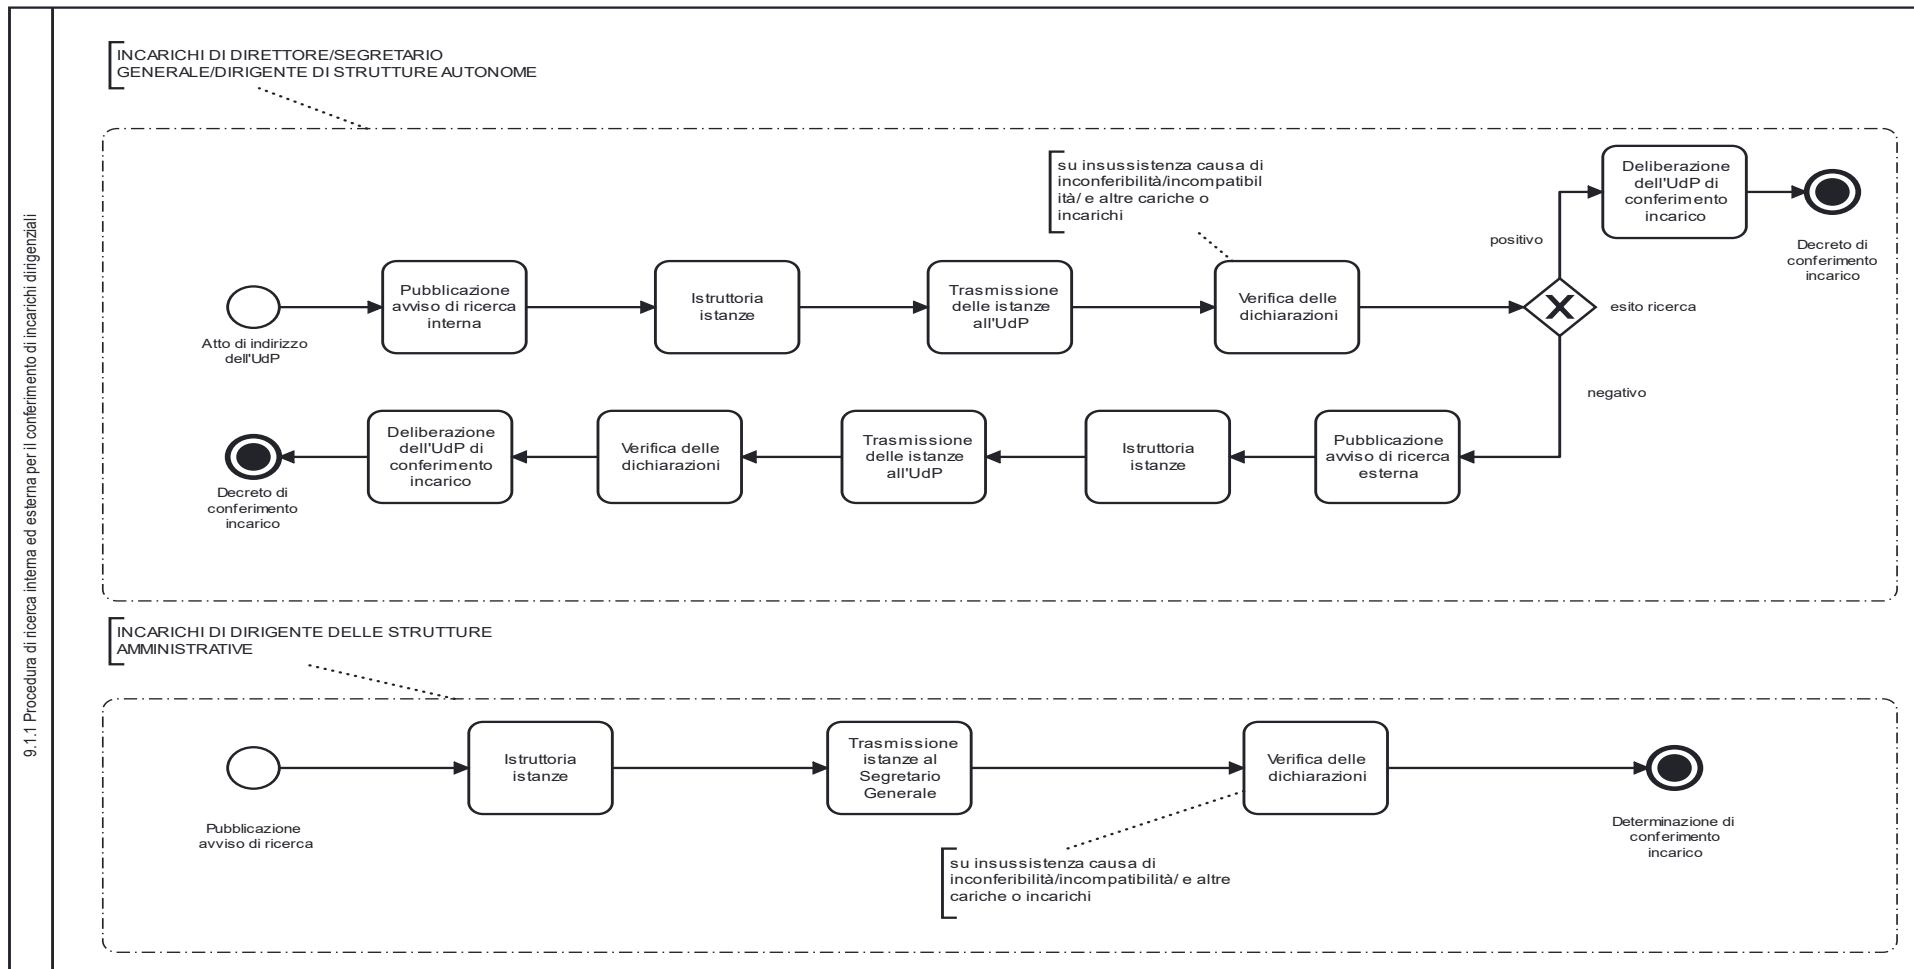 9.1.1 Procedura di ricerca interna ed esterna per il conferimento di incarichi dirigenziali
INCARICHI DI DIRETTORE/SEGRETARIO
GENERALE/DIRIGENTE DI STRUTTURE AUTONOME
su insussistenza causa di
inconferibilità/incompatibil
ità/ e altre cariche o
incarichi
Deliberazione
dell'UdP di
conferimento
incarico
Decreto di
conferimento
incarico
positivo
Atto di indirizzo
dell'UdP
Pubblicazione
avviso di ricerca
interna
Istruttoria
istanze
Trasmissione
delle istanze
all'UdP
Verifica delle
dichiarazioni
esito ricerca
negativo
Decreto di
conferimento
incarico
Deliberazione
dell'UdP di
conferimento
incarico
Verifica delle
dichiarazioni
Trasmissione
delle istanze
all'UdP
Istruttoria
istanze
Pubblicazione
avviso di ricerca
esterna
INCARICHI DI DIRIGENTE DELLE STRUTTURE
AMMINISTRATIVE
Pubblicazione
avviso di ricerca
Istruttoria
istanze
Trasmissione
istanze al
Segretario
Generale
Verifica delle
dichiarazioni
Determinazione di
conferimento
incarico
su insussistenza causa di
inconferibilità/incompatibilità/ e altre
cariche o incarichi